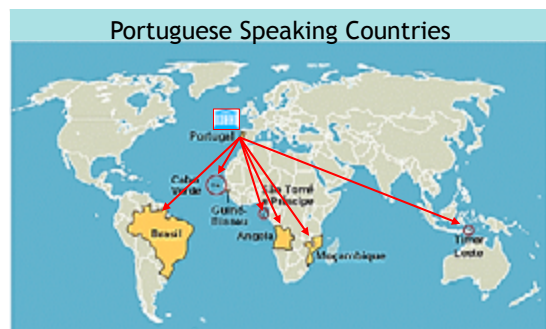 Portuguese Speaking Countries
Portugal
Cabo
Verde
São Tomé
e Príncipe
Guiné-
Bissau
Angola
Brasil
Moçambique
Timor
Leste